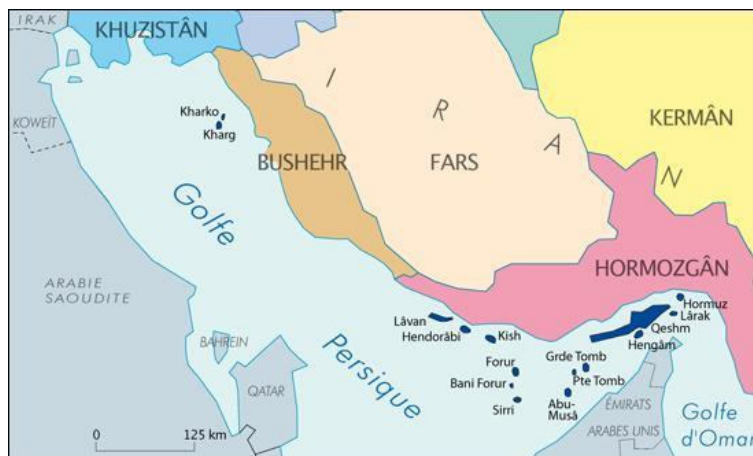 IRAK
KHUZISTÂN
KOWEÏT
Kharko
Kharg
BUSHEHR
IRAN
FARS
KERMÂN
Golfe
Persique
HORMOZGÂN
ARABIE
SAOUDITE
BAHREIN
QATAR
Lâvan
Hendorâbi
Kish
Forur
Bani Forur
Sirri
Grde Tomb
Pte Tomb
Abu-
Musâ
Hormuz
Lârak
Qeshm
Hengâm
ÉMIRATS
ARABES UNIS
Golfe
d'Oman
0 125 km